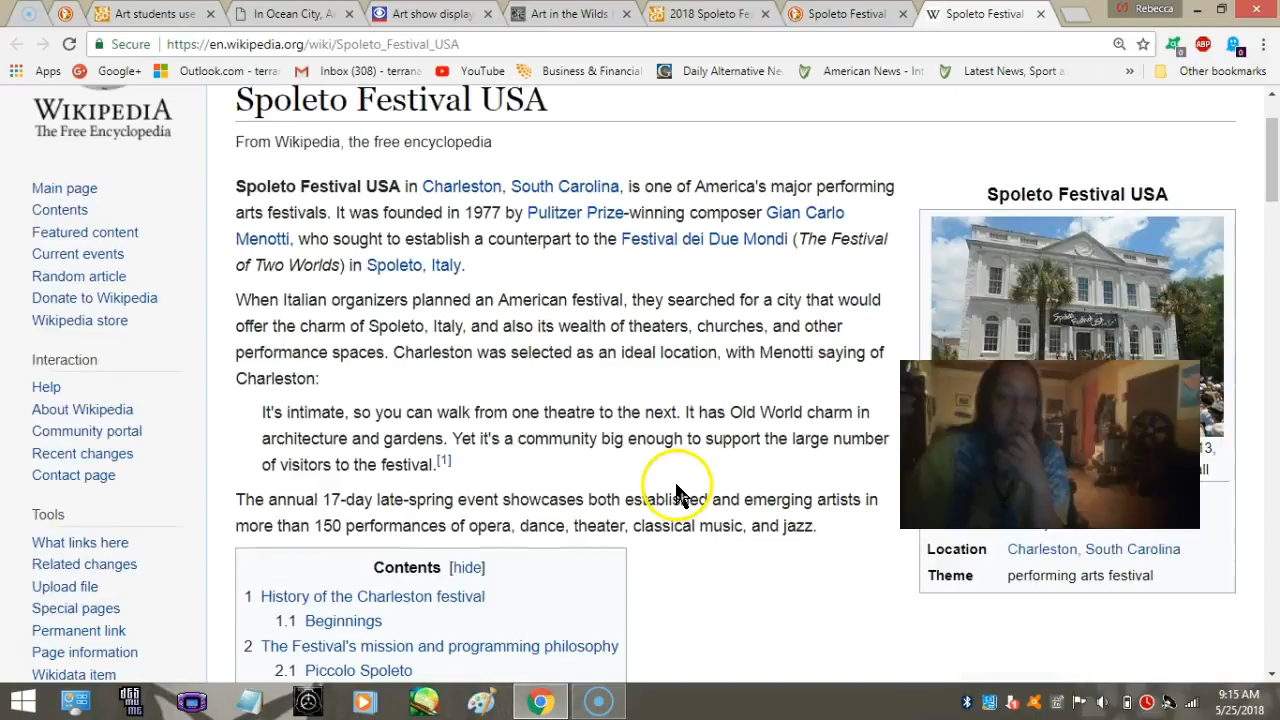 Art students use
In Ocean City, A
Art show display
Art in the Wilds
2018 Spoleto Fe
Spoleto Festival
Spoleto Festival
Rebecca
Secure
https://en.wikipedia.org/wiki/Spoleto_Festival_USA
Apps
Google+
Outlook.com - terra
Inbox (308) - terran
YouTube
Business & Financial
Daily Alternative Ne
American News - Int
Latest News, Sport a
»
Other bookmarks
WIKIPEDIA
The Free Encyclopedia
Main page
Contents
Featured content
Current events
Random article
Donate to Wikipedia
Wikipedia store
Interaction
Help
About Wikipedia
Community portal
Recent changes
Contact page
Tools
What links here
Related changes
Upload file
Special pages
Permanent link
Page information
Wikidata item
Spoleto Festival USA
From Wikipedia, the free encyclopedia
Spoleto Festival USA in Charleston, South Carolina, is one of America's major performing
arts festivals. It was founded in 1977 by Pulitzer Prize-winning composer Gian Carlo
Menotti, who sought to establish a counterpart to the Festival dei Due Mondi (The Festival
of Two Worlds) in Spoleto, Italy.
When Italian organizers planned an American festival, they searched for a city that would
offer the charm of Spoleto, Italy, and also its wealth of theaters, churches, and other
performance spaces. Charleston was selected as an ideal location, with Menotti saying of
Charleston:
It's intimate, so you can walk from one theatre to the next. It has Old World charm in
architecture and gardens. Yet it's a community big enough to support the large number
of visitors to the festival.[1]
The annual 17-day late-spring event showcases both established and emerging artists in
more than 150 performances of opera, dance, theater, classical music, and jazz.
Contents [hide]
1 History of the Charleston festival
1.1 Beginnings
2 The Festival's mission and programming philosophy
2.1 Piccolo Spoleto
Spoleto Festival USA
13,
ll
Location Charleston, South Carolina
Theme performing arts festival
9:15 AM
5/25/2018